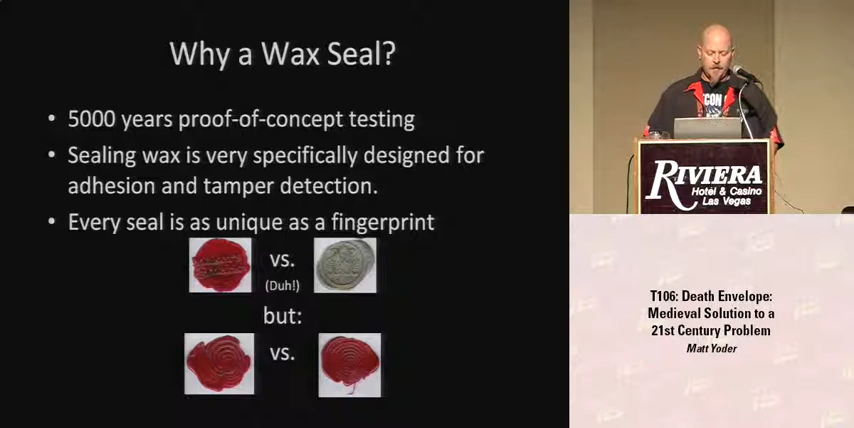 Why a Wax Seal?
• 5000 years proof-of-concept testing
• Sealing wax is very specifically designed for
adhesion and tamper detection.
• Every seal is as unique as a fingerprint
vs.
(Duh!)
but:
vs.
CON
RIVIERA
Hotel & Casino
Las Vegas
T106: Death Envelope:
Medieval Solution to a
21st Century Problem
Matt Yoder